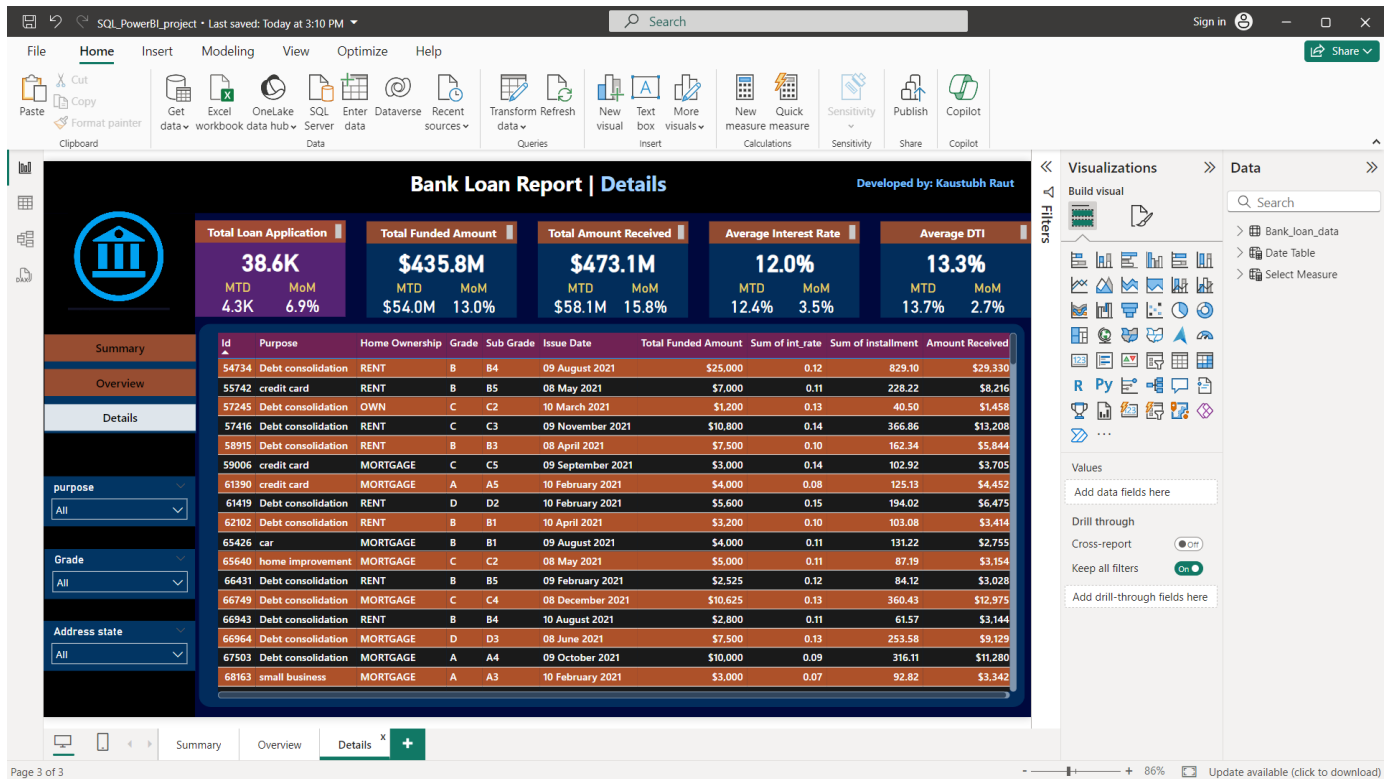 SQL_PowerBI_project • Last saved: Today at 3:10 PM
Search
Sign in
File Home Insert Modeling View Optimize Help
Share
Paste
Cut
Copy
Format painter
Clipboard
Get data
Excel workbook
OneLake data hub
SQL Server
Enter data
Dataverse
Recent sources
Data
Transform data
Refresh
Queries
New visual
Text box
More visuals
Insert
New measure
Quick measure
Calculations
Sensitivity
Sensitivity
Publish
Share
Copilot
Copilot
Bank Loan Report | Details
Developed by: Kaustubh Raut
Total Loan Application
38.6K
MTD MoM
4.3K 6.9%
Total Funded Amount
$435.8M
MTD MoM
$54.0M 13.0%
Total Amount Received
$473.1M
MTD MoM
$58.1M 15.8%
Average Interest Rate
12.0%
MTD MoM
12.4% 3.5%
Average DTI
13.3%
MTD MoM
13.7% 2.7%
Summary
Overview
Details
purpose
All
Grade
All
Address state
All
Id Purpose Home Ownership Grade Sub Grade Issue Date Total Funded Amount Sum of int_rate Sum of installment Amount Received
54734 Debt consolidation RENT B B4 09 August 2021 $25,000 0.12 829.10 $29,330
55742 credit card RENT B B5 08 May 2021 $7,000 0.11 228.22 $8,216
57245 Debt consolidation OWN C C2 10 March 2021 $1,200 0.13 40.50 $1,458
57416 Debt consolidation RENT C C3 09 November 2021 $10,800 0.14 366.86 $13,208
58915 Debt consolidation RENT B B3 08 April 2021 $7,500 0.10 162.34 $5,844
59006 credit card MORTGAGE C C5 09 September 2021 $3,000 0.14 102.92 $3,705
61390 credit card MORTGAGE A A5 10 February 2021 $4,000 0.08 125.13 $4,452
61419 Debt consolidation RENT D D2 10 February 2021 $5,600 0.15 194.02 $6,475
62102 Debt consolidation RENT B B1 10 April 2021 $3,200 0.10 103.08 $3,414
65426 car MORTGAGE B B1 09 August 2021 $4,000 0.11 131.22 $2,755
65640 home improvement MORTGAGE C C2 08 May 2021 $5,000 0.11 87.19 $3,154
66431 Debt consolidation RENT B B5 09 February 2021 $2,525 0.12 84.12 $3,028
66749 Debt consolidation MORTGAGE C C4 08 December 2021 $10,625 0.13 360.43 $12,975
66943 Debt consolidation RENT B B4 10 August 2021 $2,800 0.11 61.57 $3,144
66964 Debt consolidation MORTGAGE D D3 08 June 2021 $7,500 0.13 253.58 $9,129
67503 Debt consolidation MORTGAGE A A4 09 October 2021 $10,000 0.09 316.11 $11,280
68163 small business MORTGAGE A A3 10 February 2021 $3,000 0.07 92.82 $3,342
Filters
Visualizations
Build visual
123
R Py
123
Values
Add data fields here
Drill through
Cross-report Off
Keep all filters On
Add drill-through fields here
Data
Search
Bank_loan_data
Date Table
Select Measure
Summary Overview Details x +
Page 3 of 3
- + 86%
Update available (click to download)